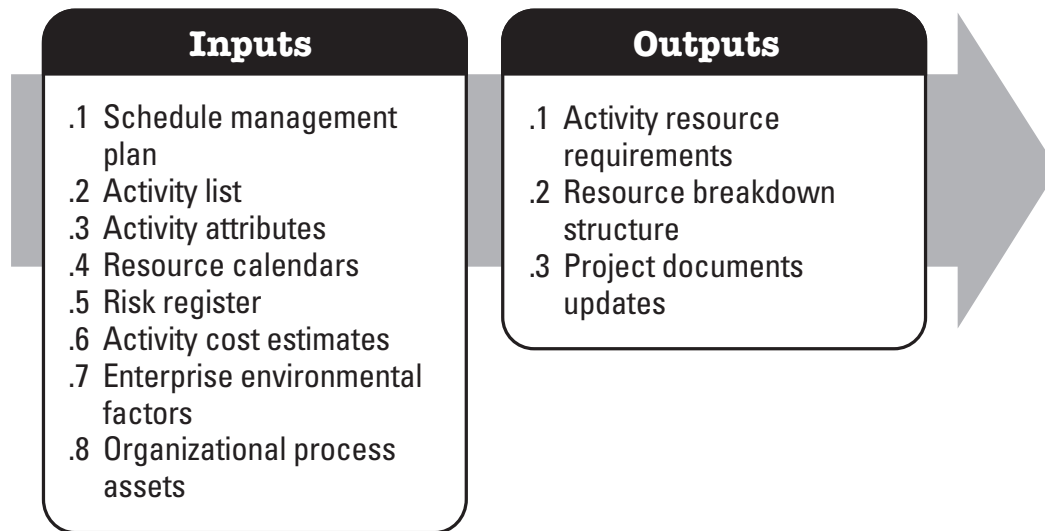 Inputs
.1 Schedule management
plan
.2 Activity list
.3 Activity attributes
.4 Resource calendars
.5 Risk register
.6 Activity cost estimates
.7 Enterprise environmental
factors
.8 Organizational process
assets
Outputs
.1 Activity resource
requirements
.2 Resource breakdown
structure
.3 Project documents
updates